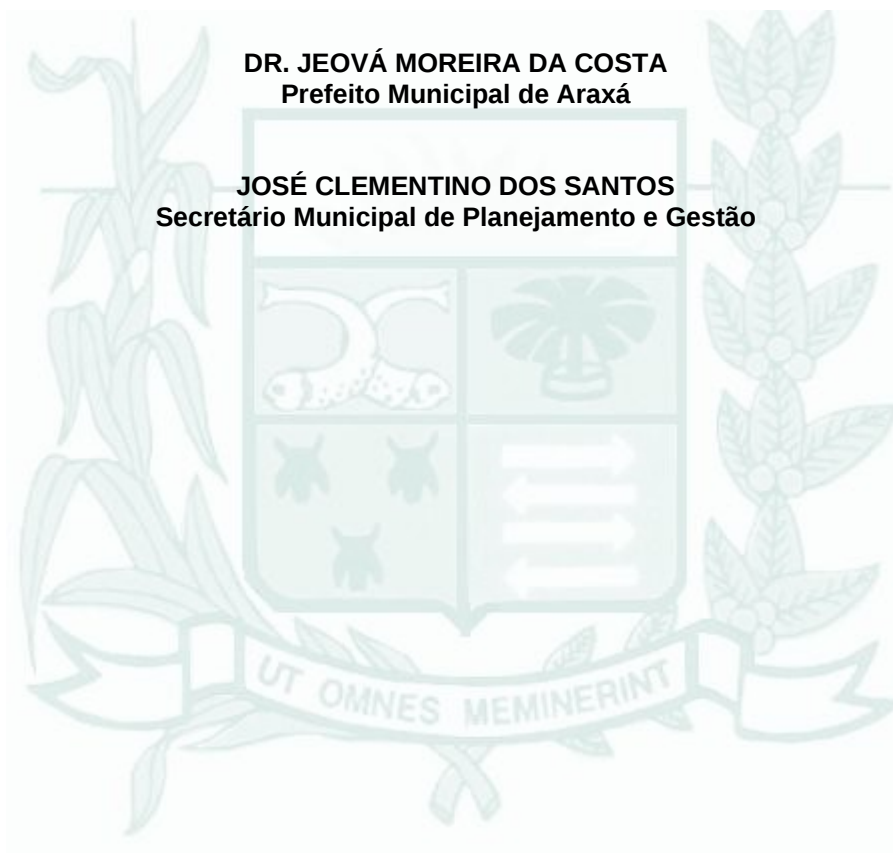 DR. JEOVÁ MOREIRA DA COSTA
Prefeito Municipal de Araxá
JOSÉ CLEMENTINO DOS SANTOS
Secretário Municipal de Planejamento e Gestão
UT OMNES MEMINERINT